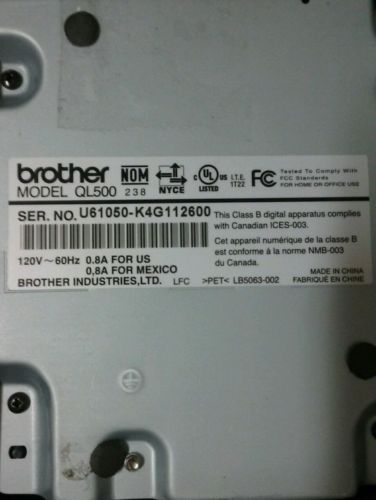 brother NOM NYCE C UL US LISTED I.T.E. 1T22 FC Tested To Comply With FCC Standards FOR HOME OR OFFICE USE
MODEL QL500 238
SER. NO. U61050-K4G112600
This Class B digital apparatus complies
with Canadian ICES-003.
Cet appareil numérique de la classe B
est conforme à la norme NMB-003
du Canada.
120V～60Hz 0.8A FOR US
0,8A FOR MEXICO
BROTHER INDUSTRIES,LTD. LFC >PET< LB5063-002
MADE IN CHINA
FABRIQUÉ EN CHINE